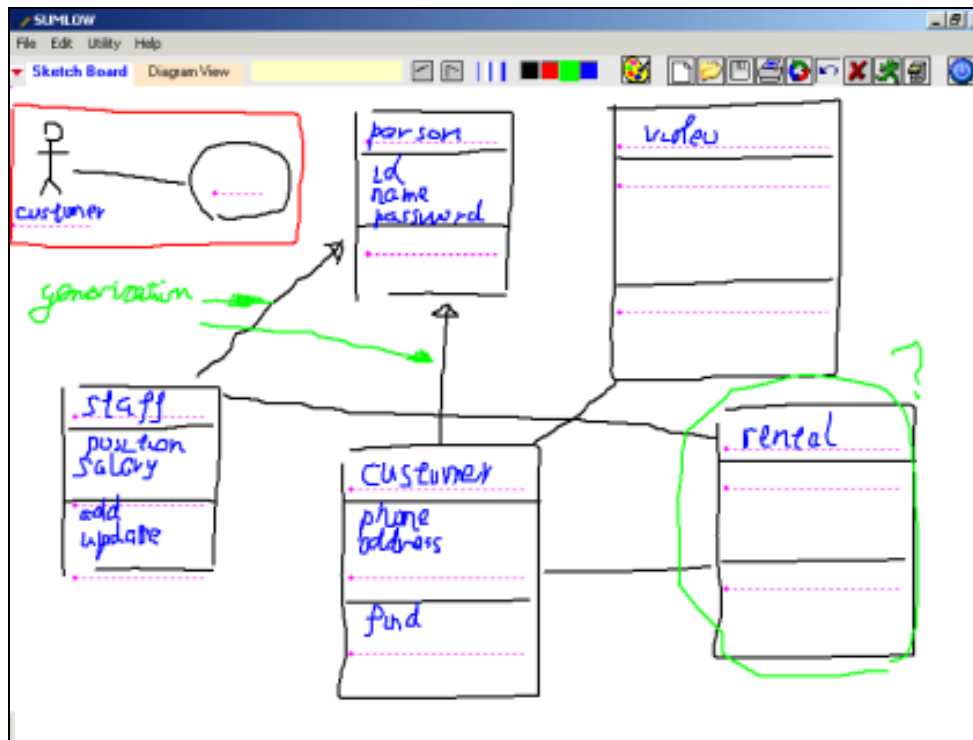 SUMLOW
File Edit Utility Help
Sketch Board Diagram View
customer
person
id
name
password
video
generization
staff
position
salary
add
update
customer
phone
address
find
rental
?